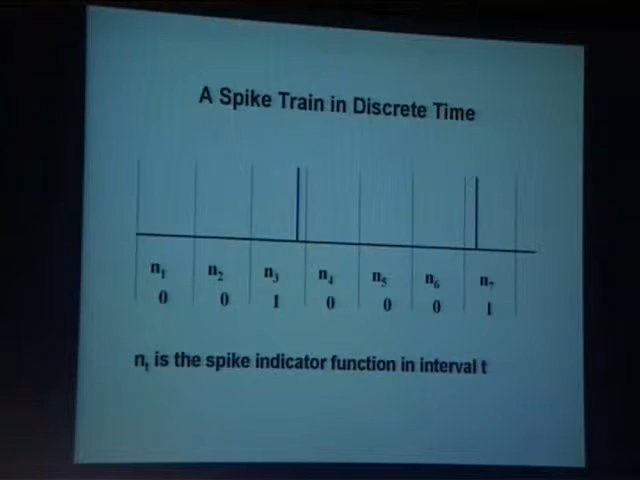 A Spike Train in Discrete Time
n1 n2 n3 n4 n5 n6 n7
0 0 1 0 0 0 1
nt is the spike indicator function in interval t